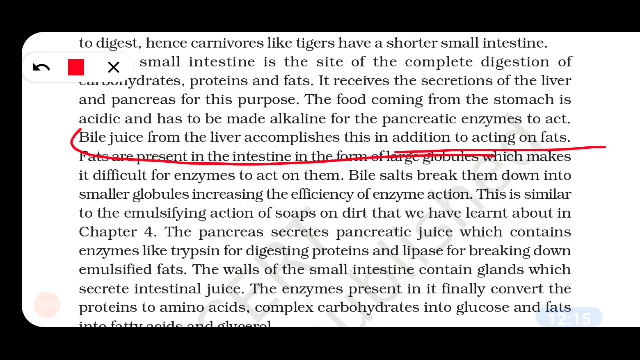 to digest, hence carnivores like tigers have a shorter small intestine.
small intestine is the site of the complete digestion of
carbohydrates, proteins and fats. It receives the secretions of the liver
and pancreas for this purpose. The food coming from the stomach is
acidic and has to be made alkaline for the pancreatic enzymes to act.
Bile juice from the liver accomplishes this in addition to acting on fats.
Fats are present in the intestine in the form of large globules which makes
it difficult for enzymes to act on them. Bile salts break them down into
smaller globules increasing the efficiency of enzyme action. This is similar
to the emulsifying action of soaps on dirt that we have learnt about in
Chapter 4. The pancreas secretes pancreatic juice which contains
enzymes like trypsin for digesting proteins and lipase for breaking down
emulsified fats. The walls of the small intestine contain glands which
secrete intestinal juice. The enzymes present in it finally convert the
proteins to amino acids, complex carbohydrates into glucose and fats
into fatty acids and glycerol.
12:15